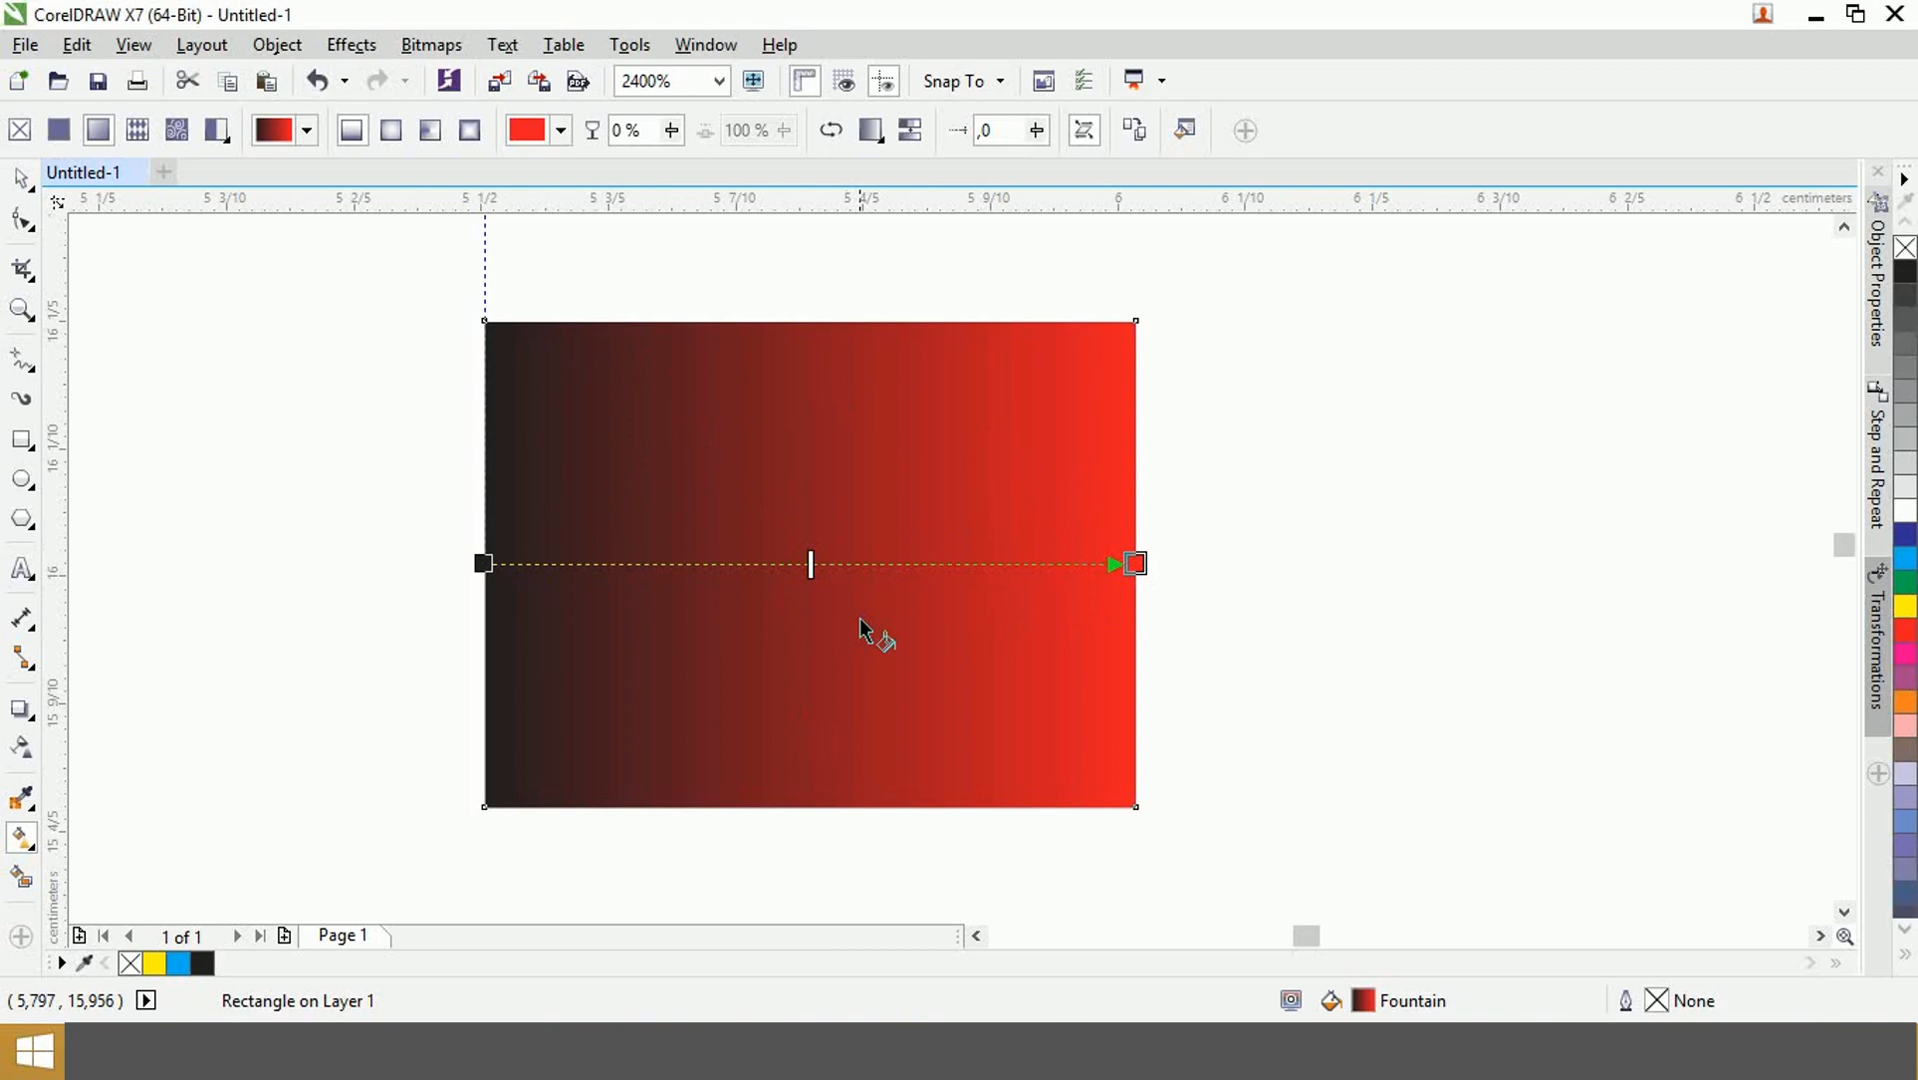 CorelDRAW X7 (64-Bit) - Untitled-1
File Edit View Layout Object Effects Bitmaps Text Table Tools Window Help
2400% Snap To
0 % 100 % ,0
Untitled-1
5 1/5 5 3/10 5 2/5 5 1/2 5 3/5 5 7/10 5 4/5 5 9/10 6 6 1/10 6 1/5 6 3/10 6 2/5 6 1/2 centimeters
16 1/5
16 1/10
16
15 9/10
15 4/5
centimeters
Object Properties
Step and Repeat
Transformations
1 of 1 Page 1
( 5,797 , 15,956 ) Rectangle on Layer 1 Fountain None